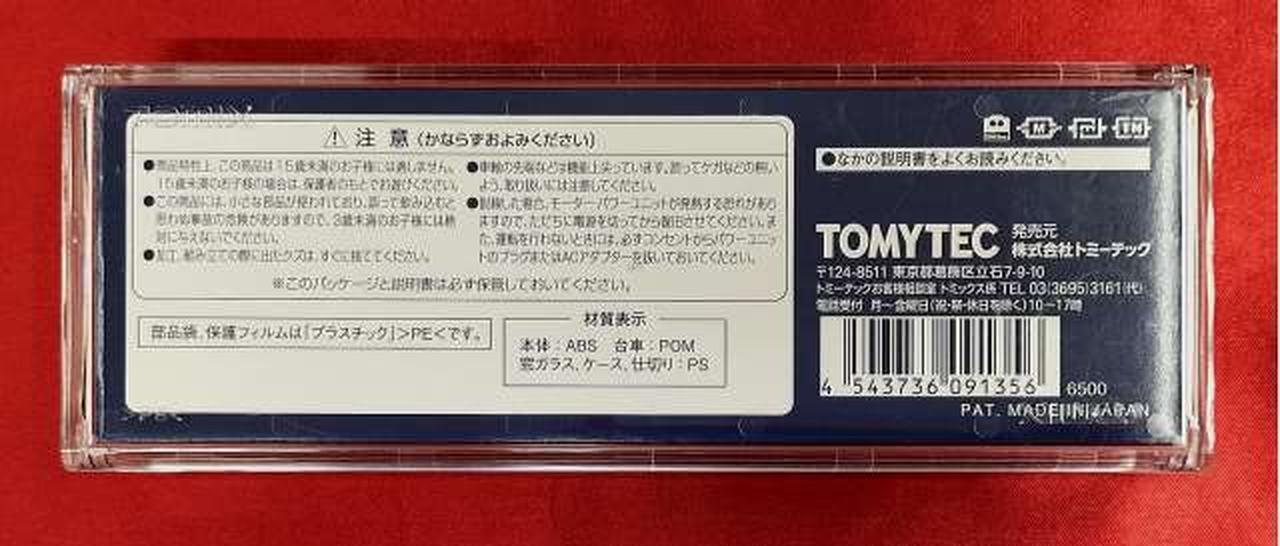 ⚠ 注意 (かならずおよみください)
●商品特性上、この商品は15歳未満のお子様には適しません。
15歳未満のお子様の場合は、保護者のもとでお遊びください。
●この商品には、小さな部品が使われており、誤って飲み込むと
思わぬ事故の危険がありますので、3歳未満のお子様には絶
対に与えないでください。
●加工、組み立ての際に出たクズは、すぐに捨ててください。
●車輪の先端などは機能上尖っています。誤ってケガなどの無い
よう、取り扱いには注意してください。
●脱線した場合、モーター・パワーユニットが発熱する恐れがあり
ますので、ただちに電源を切ってから復旧させてください。ま
た、運転を行わないときには、必ずコンセントからパワーユニッ
トのプラグまたはACアダプターを抜いておいてください。
※このパッケージと説明書は必ず保管しておいてください。
部品袋、保護フィルムは[プラスチック]>PE<です。
材質表示
本体:ABS 台車:POM
窓ガラス、ケース、仕切り:PS
M
TN
●なかの説明書をよくお読みください。
TOMYTEC 発売元
株式会社トミーテック
〒124-8511 東京都葛飾区立石7-9-10
トミーテックお客様相談室 トミックス係 TEL 03(3695)3161(代)
電話受付 月〜金曜日(祝・祭・休日を除く)10〜17時
4 543736 091356
6500
PAT. MADE IN JAPAN